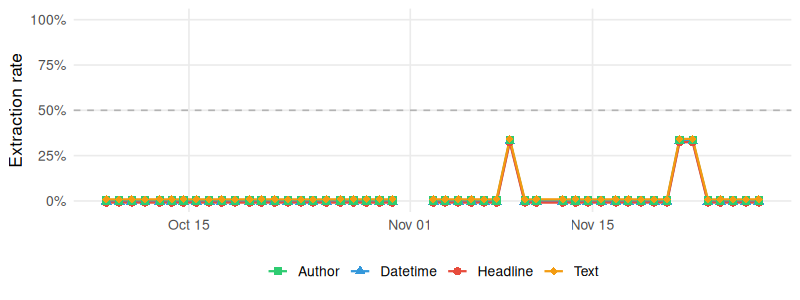 100%
75%
50%
25%
0%
Extraction rate
Oct 15 Nov 01 Nov 15
Author Datetime Headline Text